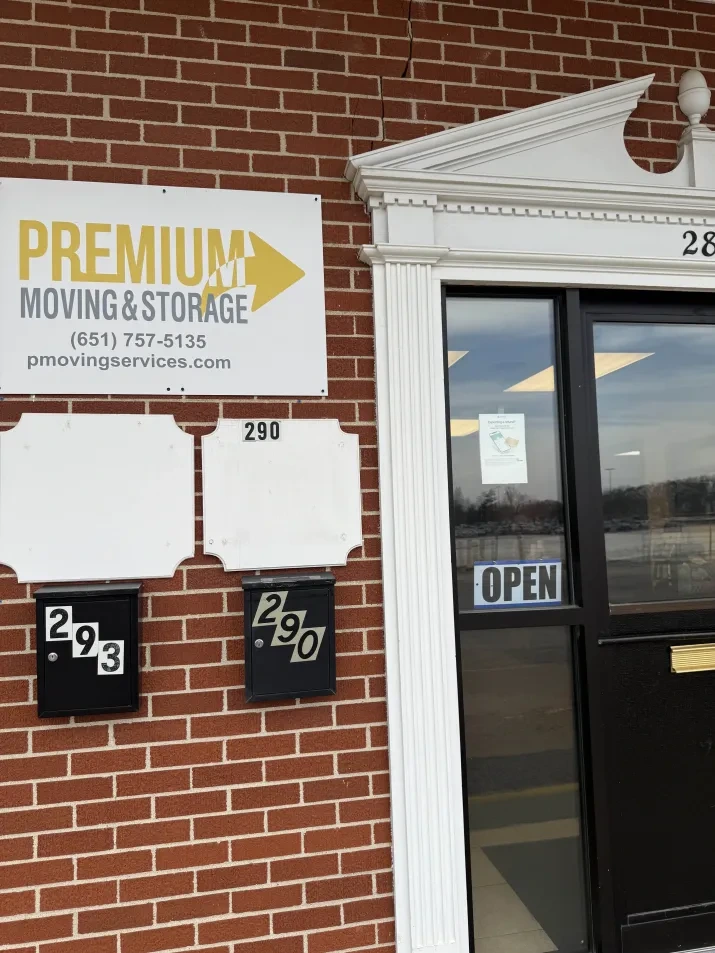 PREMIUM
MOVING & STORAGE
(651) 757-5135
pmovingservices.com
290
28
OPEN
293
290